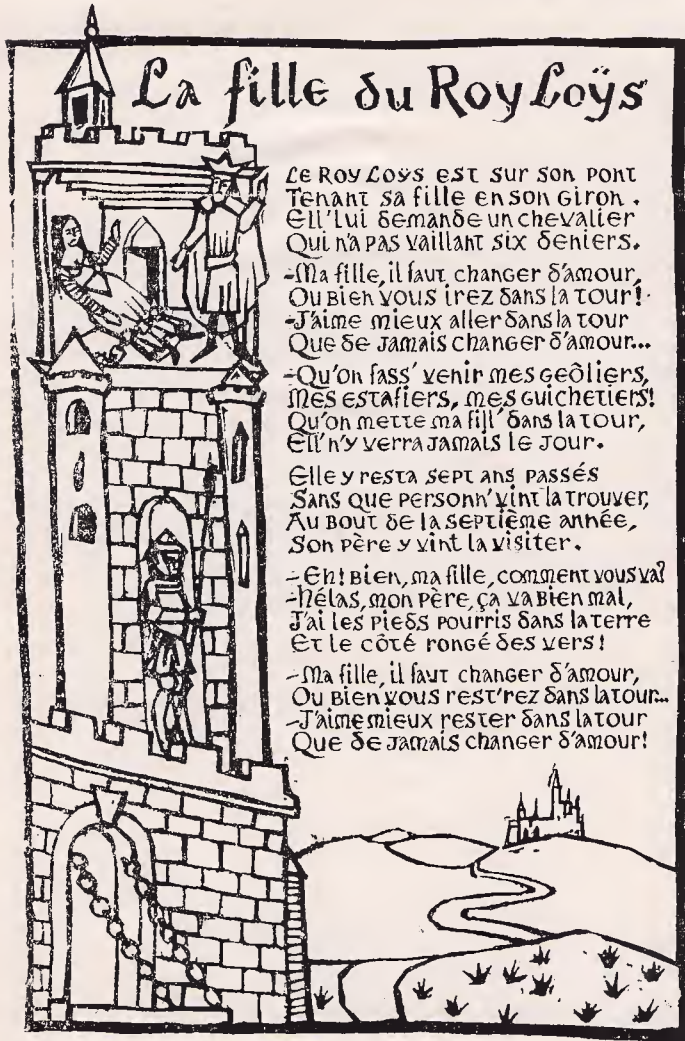 La fille du Roy Loÿs
Le Roy Loÿs est sur son pont
Tenant sa fille en son giron.
Ell' lui demande un chevalier
Qui n'a pas vaillant six deniers.
-Ma fille, il faut changer d'amour,
Ou bien vous irez dans la tour!
-J'aime mieux aller dans la tour
Que de jamais changer d'amour...
-Qu'on fass' venir mes geôliers,
Mes estafiers, mes guichetiers!
Qu'on mette ma fill' dans la tour,
Ell' n'y verra jamais le jour.
Elle y resta sept ans passés
Sans que personn' vint la trouver,
Au bout de la septième année,
Son père y vint la visiter.
-Eh! Bien, ma fille, comment vous va?
-Hélas, mon père, ça va bien mal,
J'ai les pieds pourris dans la terre
Et le côté rongé des vers!
-Ma fille, il faut changer d'amour,
Ou bien vous rest'rez dans la tour...
-J'aime mieux rester dans la tour
Que de jamais changer d'amour!